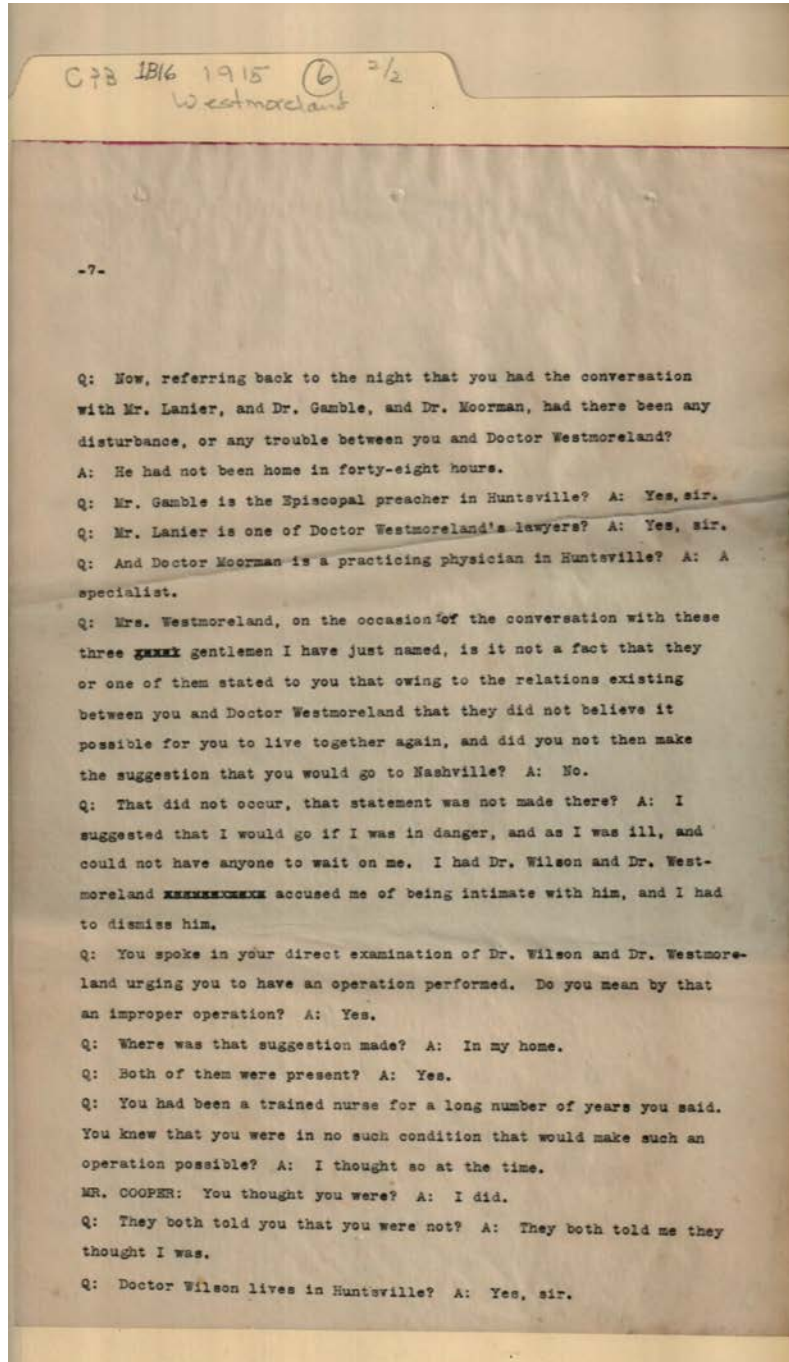 C73 1B16 1915 6 2/2
Westmoreland
-7-
Q: Now, referring back to the night that you had the conversation
with Mr. Lanier, and Dr. Gamble, and Dr. Moorman, had there been any
disturbance, or any trouble between you and Doctor Westmoreland?
A: He had not been home in forty-eight hours.
Q: Mr. Gamble is the Episcopal preacher in Huntsville? A: Yes, sir.
Q: Mr. Lanier is one of Doctor Westmoreland's lawyers? A: Yes, sir.
Q: And Doctor Moorman is a practicing physician in Huntsville? A: A
specialist.
Q: Mrs. Westmoreland, on the occasion of the conversation with these
three gentlemen I have just named, is it not a fact that they
or one of them stated to you that owing to the relations existing
between you and Doctor Westmoreland that they did not believe it
possible for you to live together again, and did you not then make
the suggestion that you would go to Nashville? A: No.
Q: That did not occur, that statement was not made there? A: I
suggested that I would go if I was in danger, and as I was ill, and
could not have anyone to wait on me. I had Dr. Wilson and Dr. West-
moreland accused me of being intimate with him, and I had
to dismiss him.
Q: You spoke in your direct examination of Dr. Wilson and Dr. Westmore-
land urging you to have an operation performed. Do you mean by that
an improper operation? A: Yes.
Q: Where was that suggestion made? A: In my home.
Q: Both of them were present? A: Yes.
Q: You had been a trained nurse for a long number of years you said.
You knew that you were in no such condition that would make such an
operation possible? A: I thought so at the time.
MR. COOPER: You thought you were? A: I did.
Q: They both told you that you were not? A: They both told me they
thought I was.
Q: Doctor Wilson lives in Huntsville? A: Yes, sir.